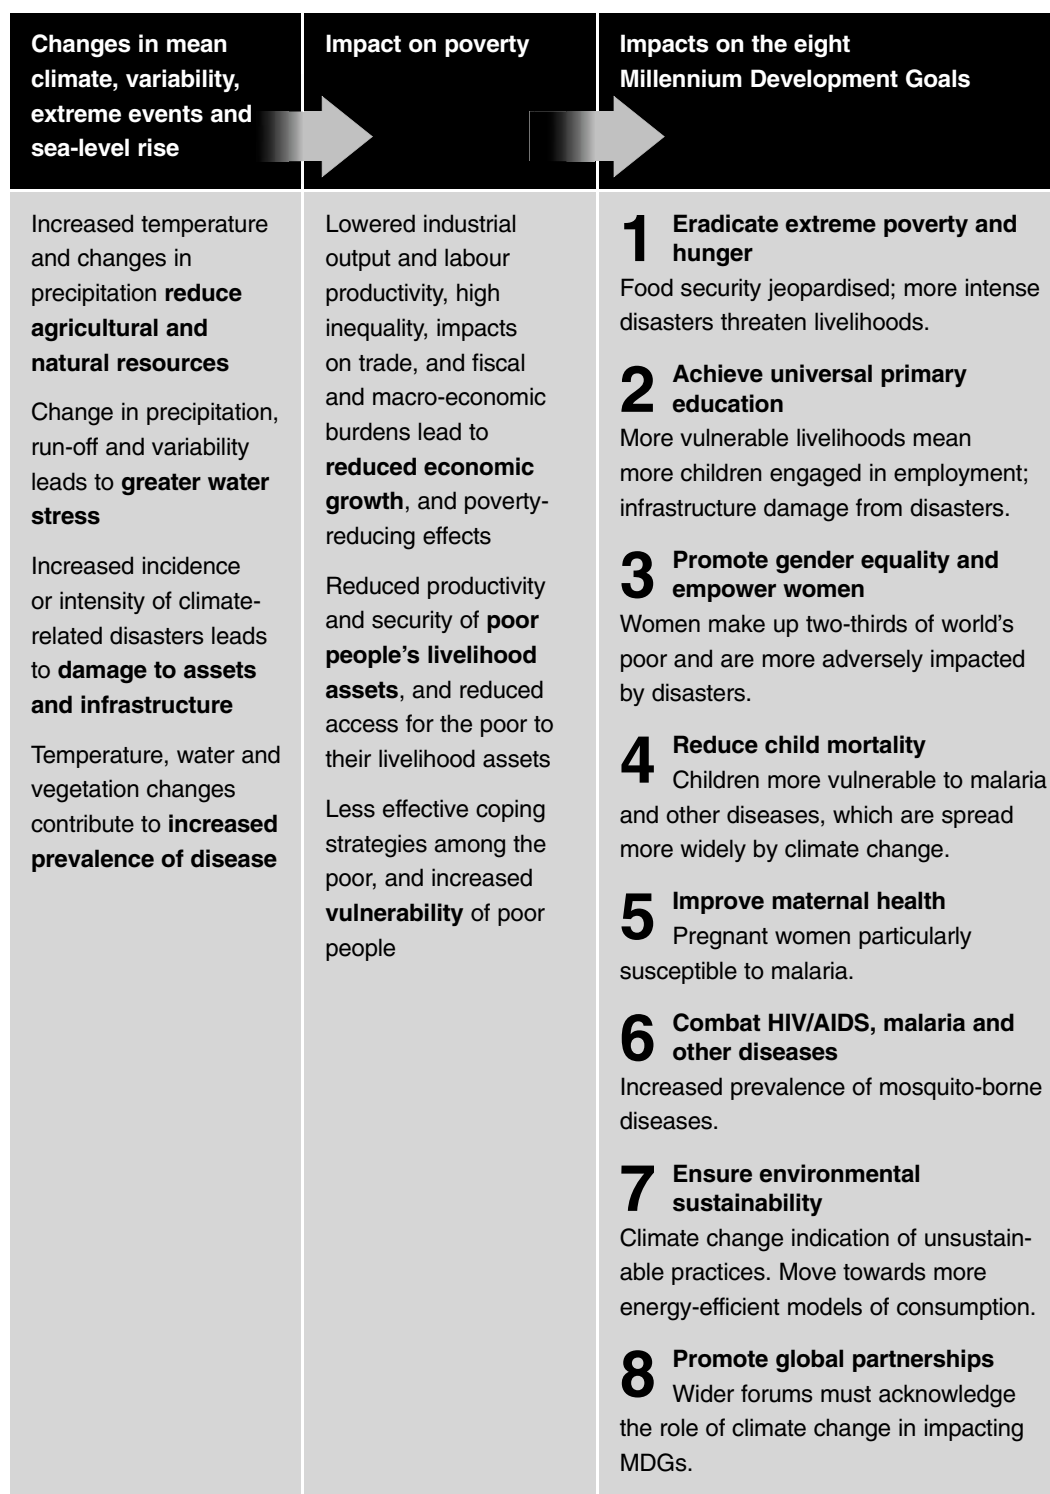 Changes in mean
climate, variability,
extreme events and
sea-level rise
Impact on poverty
Impacts on the eight
Millennium Development Goals
Increased temperature
and changes in
precipitation reduce
agricultural and
natural resources
Change in precipitation,
run-off and variability
leads to greater water
stress
Increased incidence
or intensity of climate-
related disasters leads
to damage to assets
and infrastructure
Temperature, water and
vegetation changes
contribute to increased
prevalence of disease
Lowered industrial
output and labour
productivity, high
inequality, impacts
on trade, and fiscal
and macro-economic
burdens lead to
reduced economic
growth, and poverty-
reducing effects
Reduced productivity
and security of poor
people's livelihood
assets, and reduced
access for the poor to
their livelihood assets
Less effective coping
strategies among the
poor, and increased
vulnerability of poor
people
1 Eradicate extreme poverty and
hunger
Food security jeopardised; more intense
disasters threaten livelihoods.
2 Achieve universal primary
education
More vulnerable livelihoods mean
more children engaged in employment;
infrastructure damage from disasters.
3 Promote gender equality and
empower women
Women make up two-thirds of world's
poor and are more adversely impacted
by disasters.
4 Reduce child mortality
Children more vulnerable to malaria
and other diseases, which are spread
more widely by climate change.
5 Improve maternal health
Pregnant women particularly
susceptible to malaria.
6 Combat HIV/AIDS, malaria and
other diseases
Increased prevalence of mosquito-borne
diseases.
7 Ensure environmental
sustainability
Climate change indication of unsustain-
able practices. Move towards more
energy-efficient models of consumption.
8 Promote global partnerships
Wider forums must acknowledge
the role of climate change in impacting
MDGs.